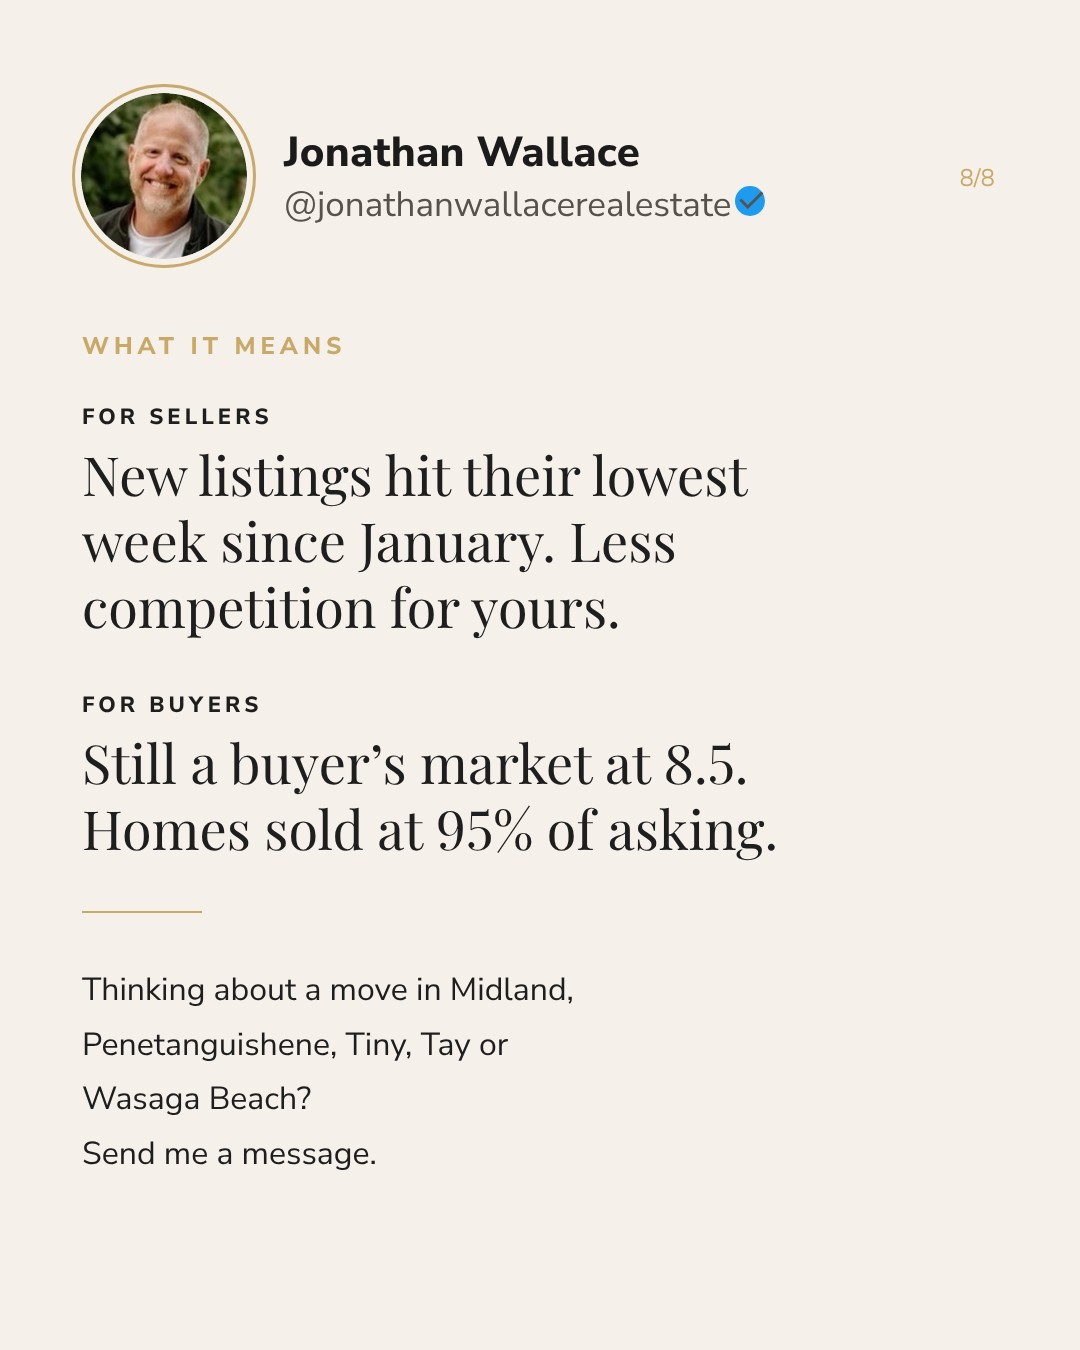 Jonathan Wallace
@jonathanwallacerealestate
8/8
WHAT IT MEANS
FOR SELLERS
New listings hit their lowest
week since January. Less
competition for yours.
FOR BUYERS
Still a buyer’s market at 8.5.
Homes sold at 95% of asking.
Thinking about a move in Midland,
Penetanguishene, Tiny, Tay or
Wasaga Beach?
Send me a message.